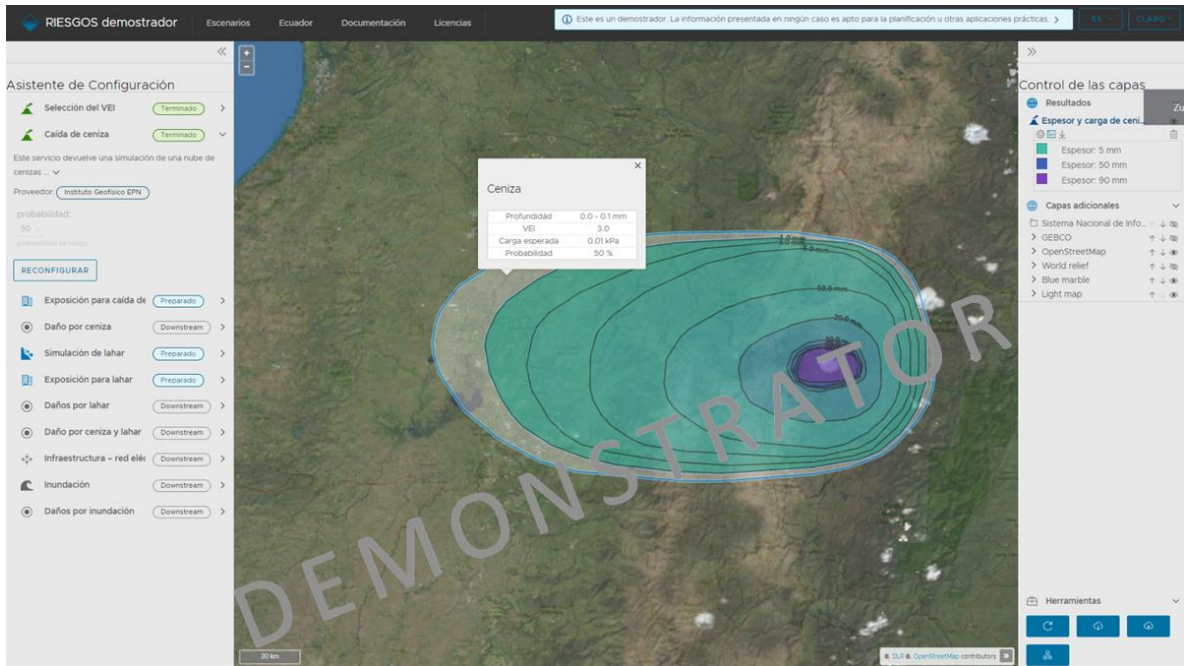 RIESGOS demostrador
Escenarios
Ecuador
Documentación
Licencias
Este es un demostrador. La información presentada en ningún caso es apto para la planificación u otras aplicaciones prácticas.
ES
CLARO
Asistente de Configuración
Selección del VEI
Terminado
Caída de ceniza
Terminado
Este servicio devuelve una simulación de una nube de
cenizas ...
Proveedor:
Instituto Geofísico EPN
probabilidad:
50
probabilidad de rango
RECONFIGURAR
Exposición para caída de
Preparado
Daño por ceniza
Downstream
Simulación de lahar
Preparado
Exposición para lahar
Preparado
Daños por lahar
Downstream
Daño por ceniza y lahar
Downstream
Infraestructura – red eléc
Downstream
Inundación
Downstream
Daños por inundación
Downstream
+
-
Ceniza
Profundidad 0.0 - 0.1 mm
VEI 3.0
Carga esperada 0.01 kPa
Probabilidad 50 %
10.0 mm
20.0 mm
DEMONSTRATOR
20 km
© DLR © OpenStreetMap contributors.
Control de las capas
Resultados
Zu
Espesor y carga de ceni...
Espesor: 5 mm
Espesor: 50 mm
Espesor: 90 mm
Capas adicionales
Sistema Nacional de Info...
GEBCO
OpenStreetMap
World relief
Blue marble
Light map
Herramientas